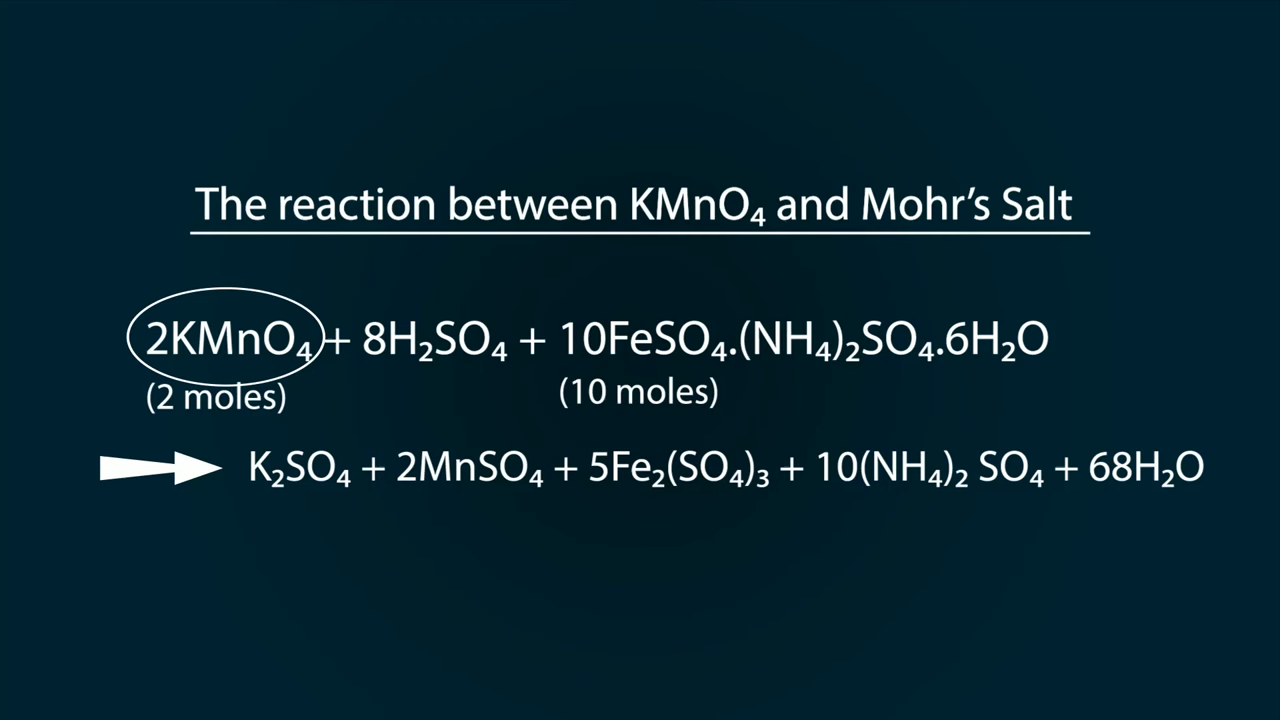 The reaction between KMnO₄ and Mohr’s Salt
2KMnO₄ + 8H₂SO₄ + 10FeSO₄.(NH₄)₂SO₄.6H₂O
(2 moles) (10 moles)
K₂SO₄ + 2MnSO₄ + 5Fe₂(SO₄)₃ + 10(NH₄)₂ SO₄ + 68H₂O